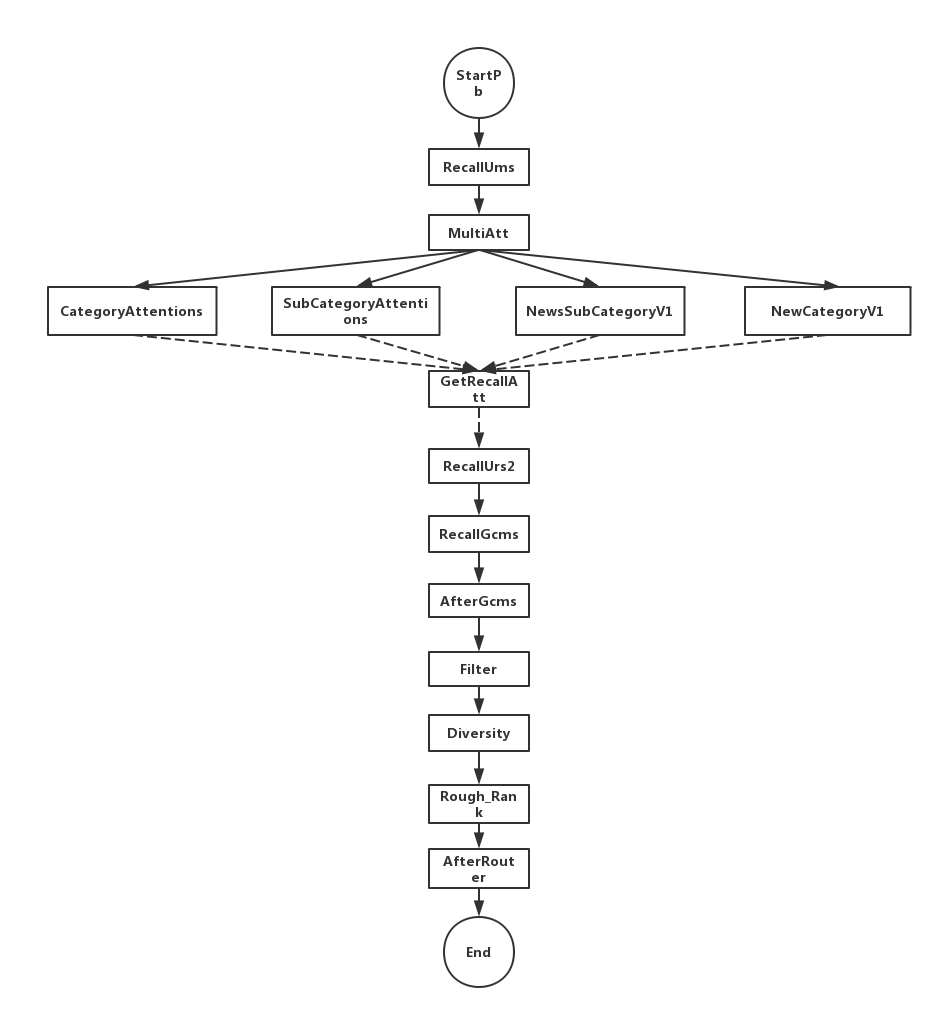 StartP
b
RecallUms
MultiAtt
CategoryAttentions
SubCategoryAttenti
ons
NewsSubCategoryV1
NewCategoryV1
GetRecallA
tt
RecallUrs2
RecallGcms
AfterGcms
Filter
Diversity
Rough_Ran
k
AfterRout
er
End